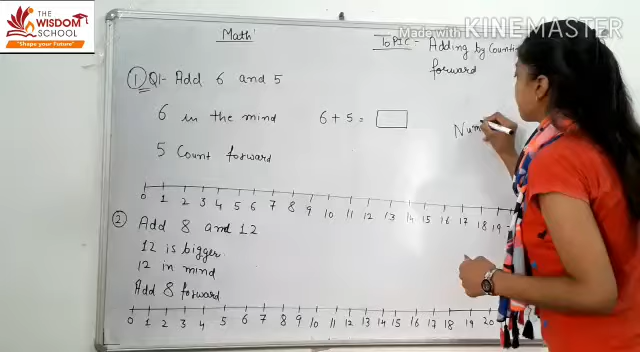 THE
WISDOM
SCHOOL
"Shape your Future"
Made with KINEMASTER
Math
TOPIC - Adding by
forward
① Q1- Add 6 and 5
6 in the mind
6 + 5 =
5 Count forward
Num
0 1 2 3 4 5 6 7 8 9 10 11 12 13 14 15 16 17 18 19
② Add 8 and 12
12 is bigger.
12 in mind
Add 8 forward
0 1 2 3 4 5 6 7 8 9 10 11 12 13 14 15 16 17 18 19 20